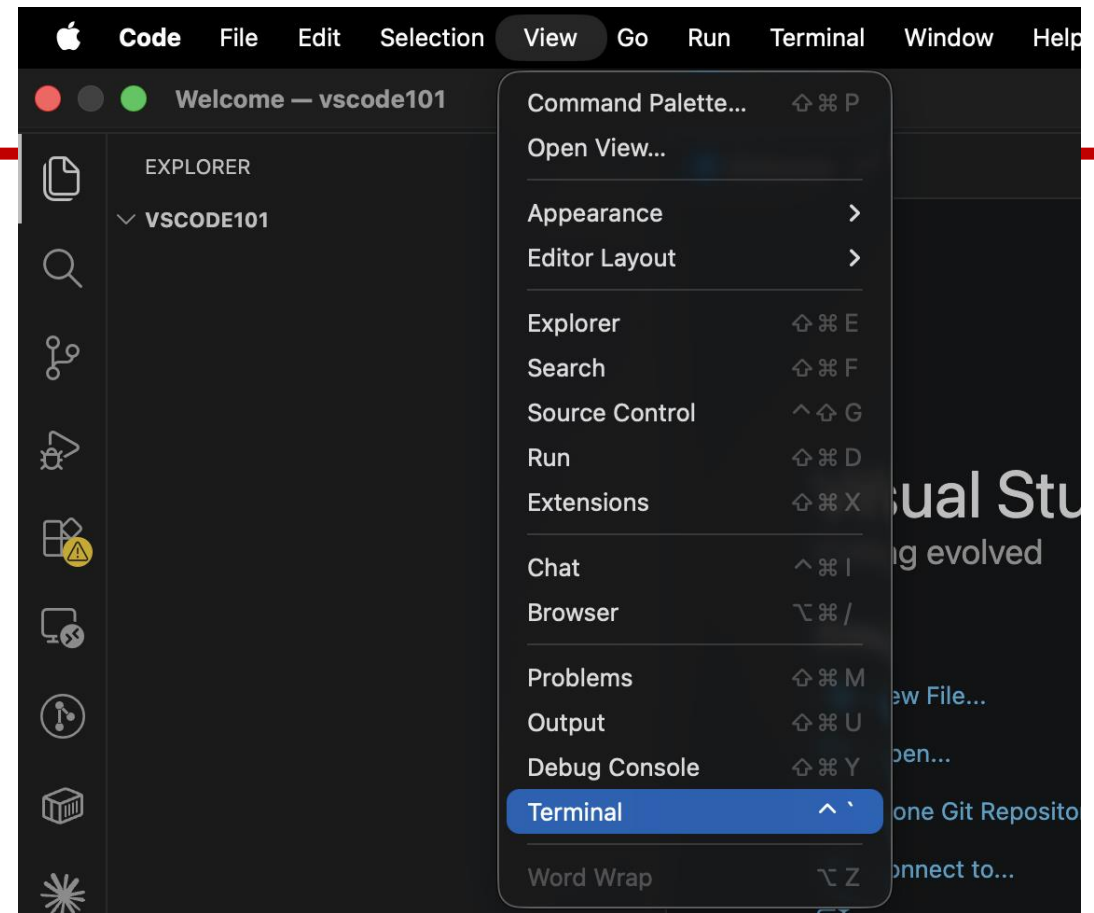 Code File Edit Selection View Go Run Terminal Window Help
Welcome — vscode101
EXPLORER
VSCODE101
Command Palette... ⇧⌘P
Open View...
Appearance
Editor Layout
Explorer ⇧⌘E
Search ⇧⌘F
Source Control ^⇧G
Run ⇧⌘D
Extensions ⇧⌘X
Chat ^⌘I
Browser ⌥⌘/
Problems ⇧⌘M
Output ⇧⌘U
Debug Console ⇧⌘Y
Terminal ^`
Word Wrap ⌥Z
sual Stu
ng evolved
ew File...
pen...
one Git Reposito
onnect to...